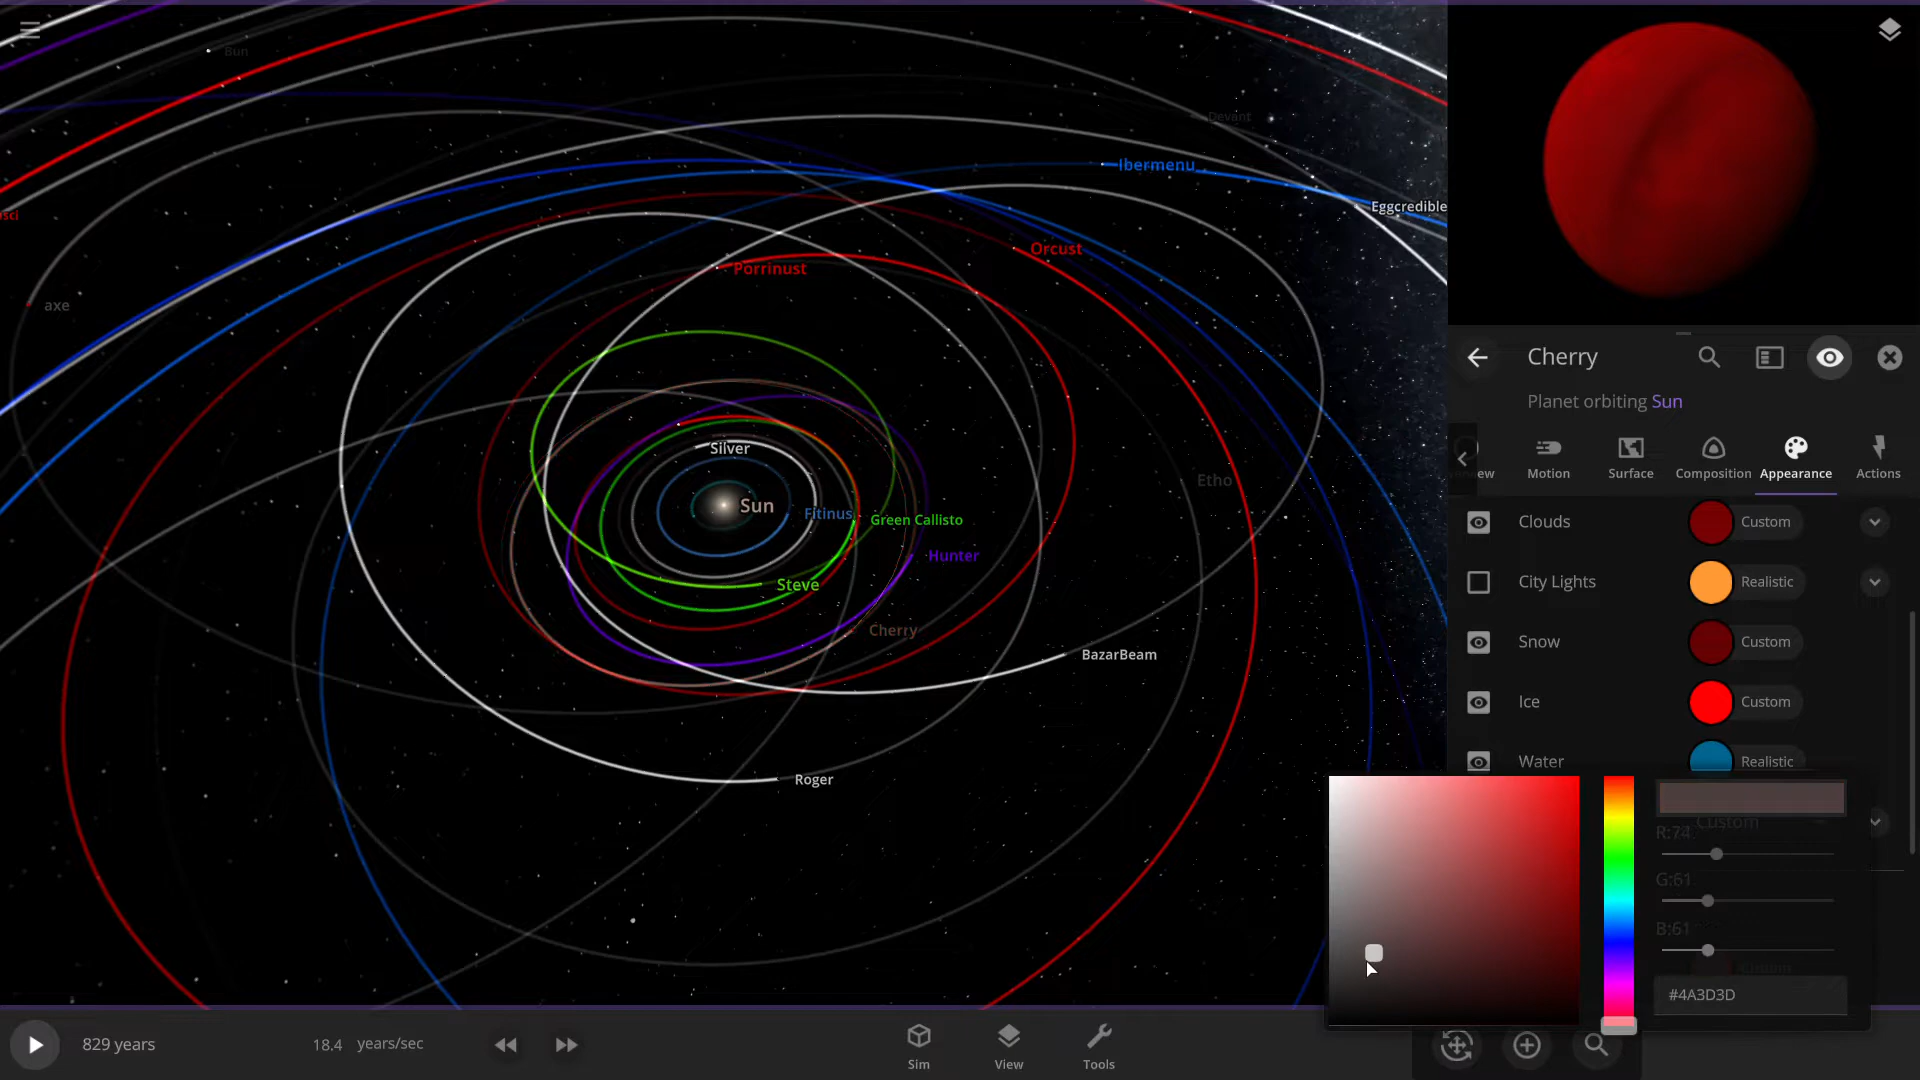 Bun
Devant
Ibermenu
Eggcredible
sci
Orcust
Porrinust
axe
Silver
Etho
Sun
Fitinus
Green Callisto
Hunter
Steve
Cherry
BazarBeam
Roger
Cherry
Planet orbiting Sun
ew
Motion
Surface
Composition
Appearance
Actions
Clouds
Custom
City Lights
Realistic
Snow
Custom
Ice
Custom
Water
Realistic
Custom
R:74
G:61
B:61
Custom
#4A3D3D
829 years
18.4 years/sec
Sim
View
Tools